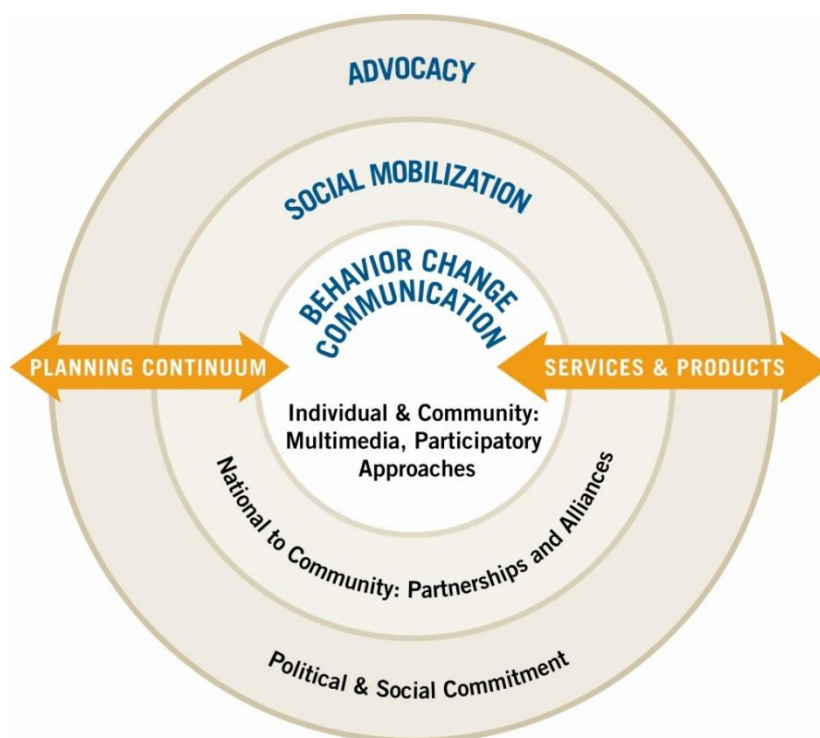 ADVOCACY
SOCIAL MOBILIZATION
BEHAVIOR CHANGE
COMMUNICATION
PLANNING CONTINUUM
SERVICES & PRODUCTS
Individual & Community:
Multimedia, Participatory
Approaches
National to Community: Partnerships and Alliances
Political & Social Commitment